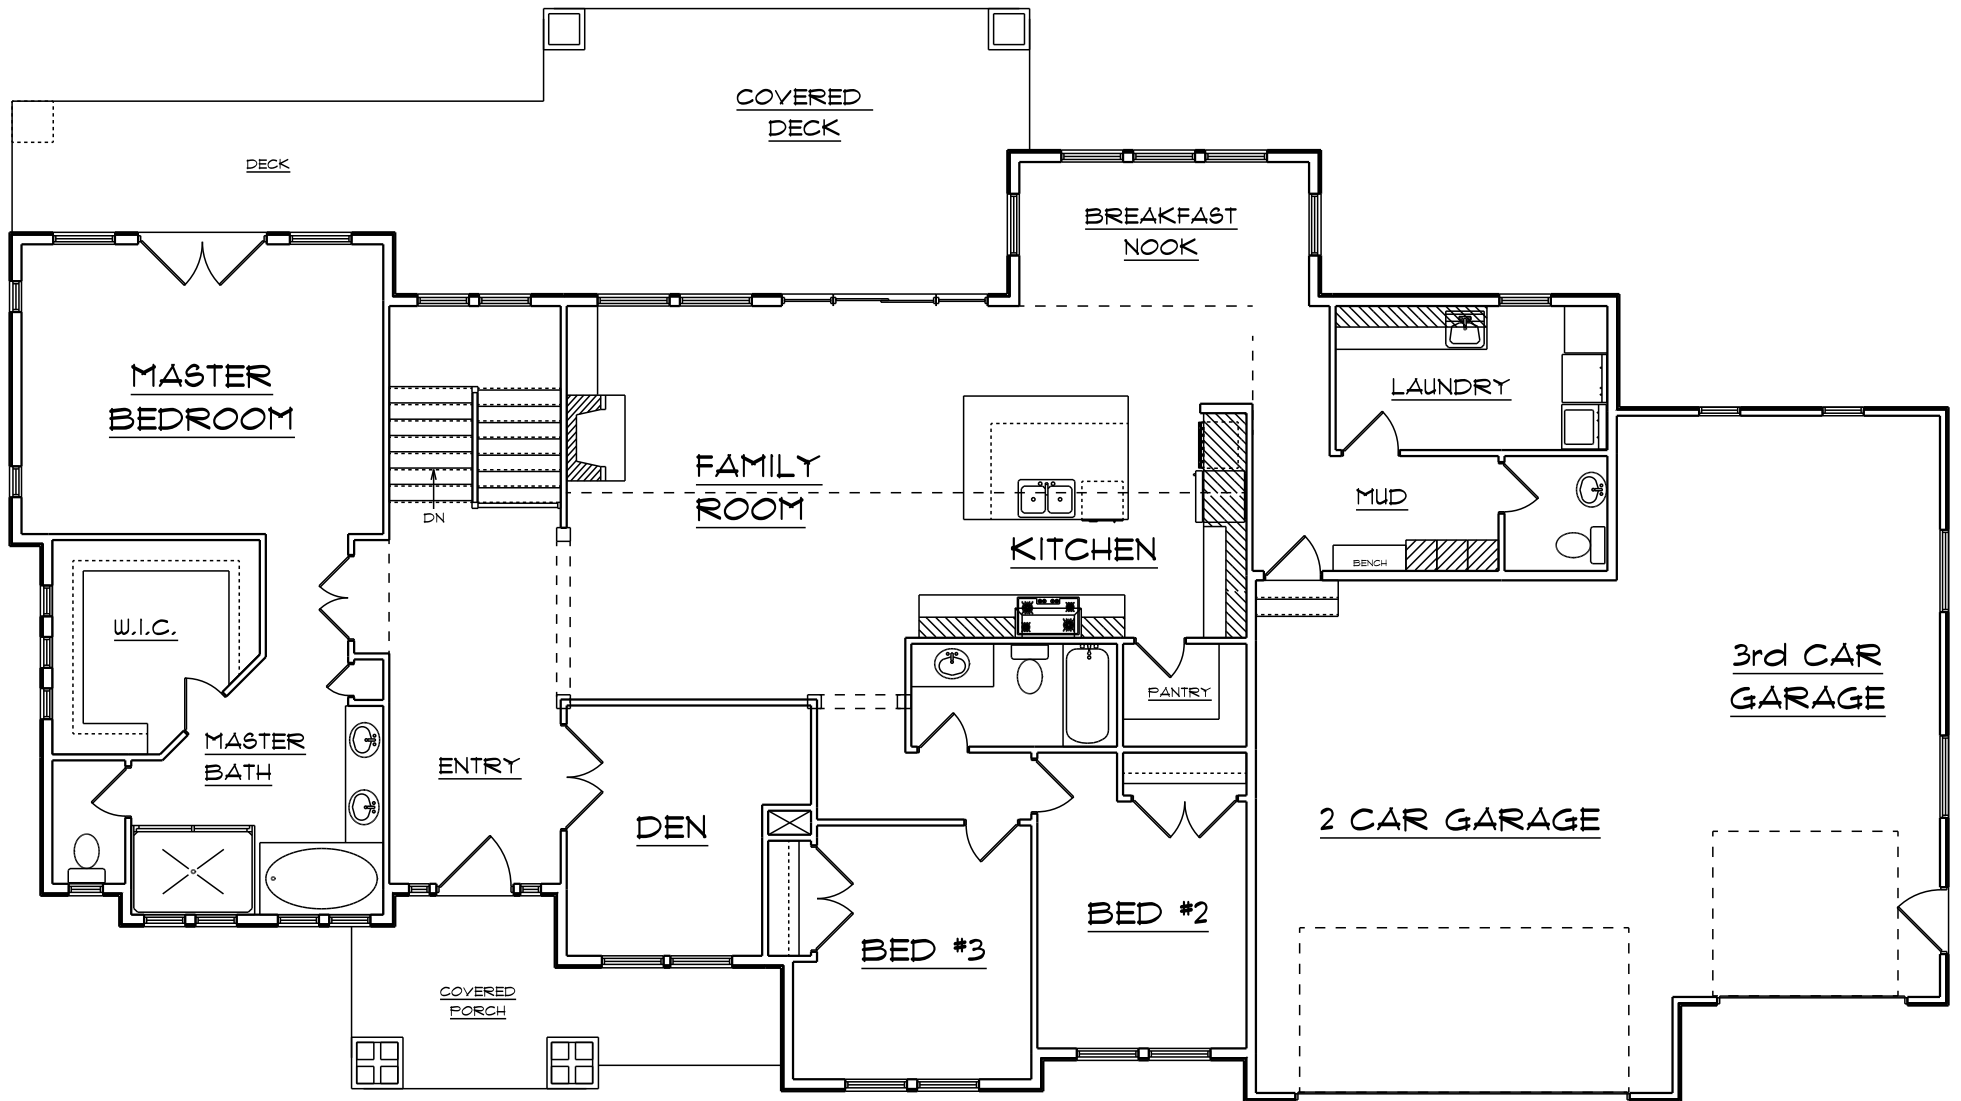 COVERED
DECK
DECK
BREAKFAST
NOOK
MASTER
BEDROOM
LAUNDRY
FAMILY
ROOM
MUD
DN
KITCHEN
BENCH
W.I.C.
3rd CAR
GARAGE
PANTRY
MASTER
BATH
ENTRY
DEN
2 CAR GARAGE
BED #2
BED #3
COVERED
PORCH